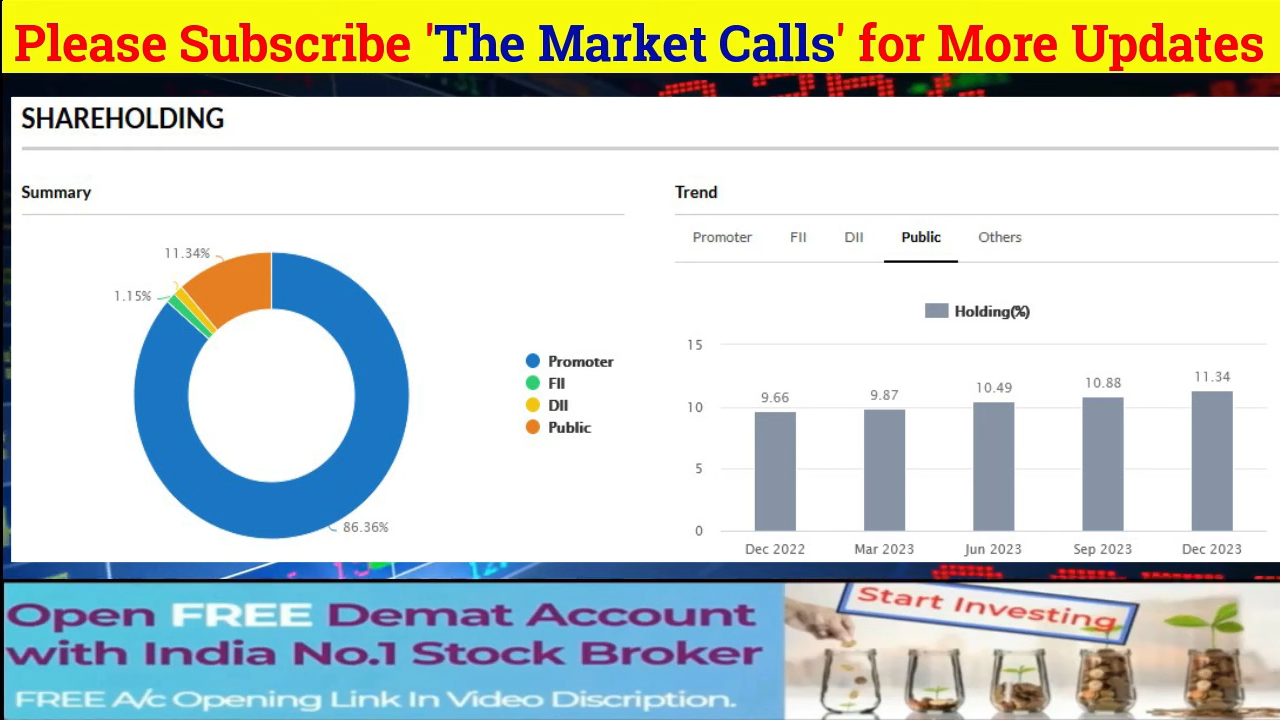 Please Subscribe 'The Market Calls' for More Updates
SHAREHOLDING
Summary
11.34%
1.15%
86.36%
Promoter
FII
DII
Public
Trend
Promoter FII DII Public Others
Holding(%)
15
10
5
0
9.66
9.87
10.49
10.88
11.34
Dec 2022 Mar 2023 Jun 2023 Sep 2023 Dec 2023
Open FREE Demat Account
with India No.1 Stock Broker
FREE A/c Opening Link In Video Discription.
Start Investing